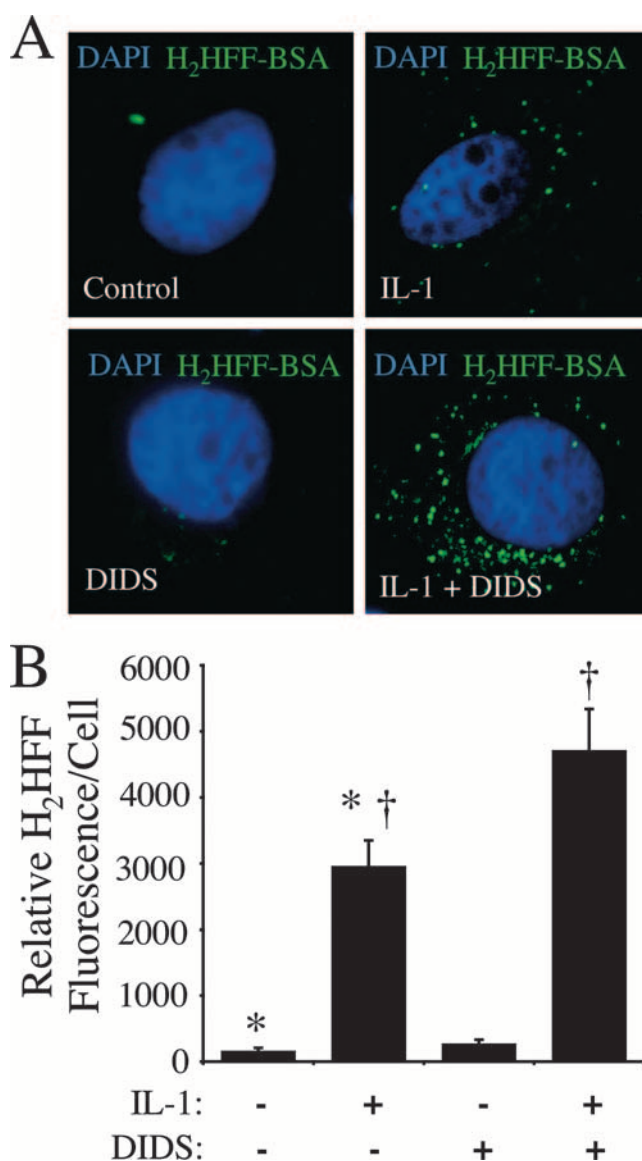 A
DAPI H₂HFF-BSA
Control
DAPI H₂HFF-BSA
IL-1
DAPI H₂HFF-BSA
DIDS
DAPI H₂HFF-BSA
IL-1 + DIDS
B
Relative H₂HFF
Fluorescence/Cell
6000
5000
4000
3000
2000
1000
0
*
* †
†
IL-1: - + - +
DIDS: - - + +